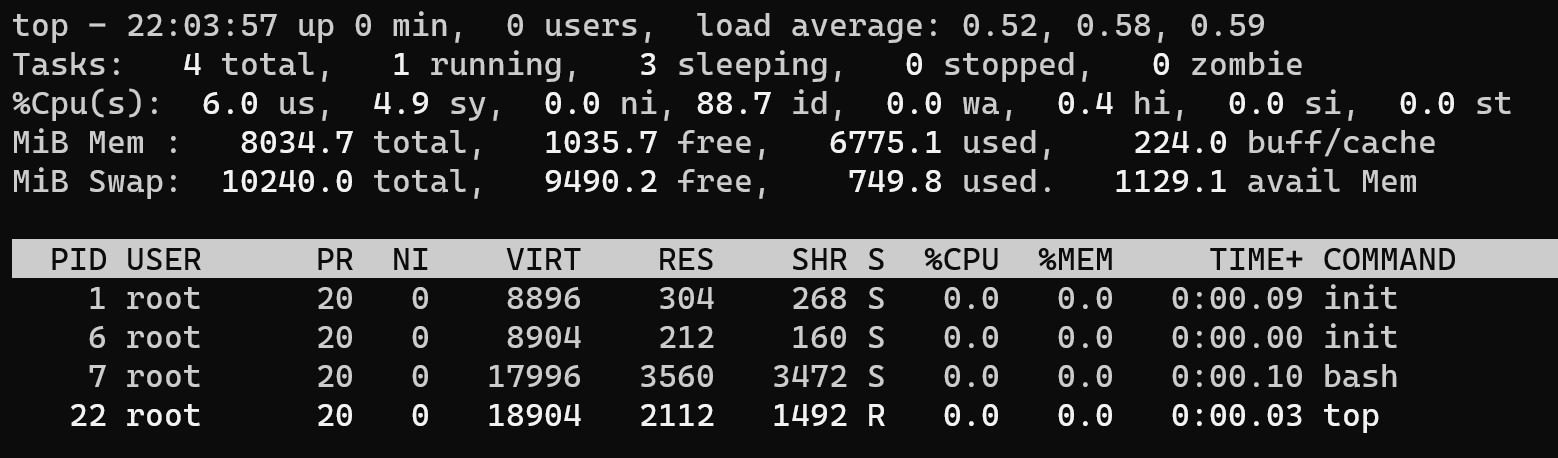 top - 22:03:57 up 0 min,  0 users,  load average: 0.52, 0.58, 0.59
Tasks:   4 total,   1 running,   3 sleeping,   0 stopped,   0 zombie
%Cpu(s):  6.0 us,  4.9 sy,  0.0 ni, 88.7 id,  0.0 wa,  0.4 hi,  0.0 si,  0.0 st
MiB Mem :   8034.7 total,   1035.7 free,   6775.1 used,    224.0 buff/cache
MiB Swap:  10240.0 total,   9490.2 free,    749.8 used.   1129.1 avail Mem
  PID USER      PR  NI    VIRT    RES    SHR S  %CPU  %MEM     TIME+ COMMAND
    1 root      20   0    8896    304    268 S   0.0   0.0   0:00.09 init
    6 root      20   0    8904    212    160 S   0.0   0.0   0:00.00 init
    7 root      20   0   17996   3560   3472 S   0.0   0.0   0:00.10 bash
   22 root      20   0   18904   2112   1492 R   0.0   0.0   0:00.03 top